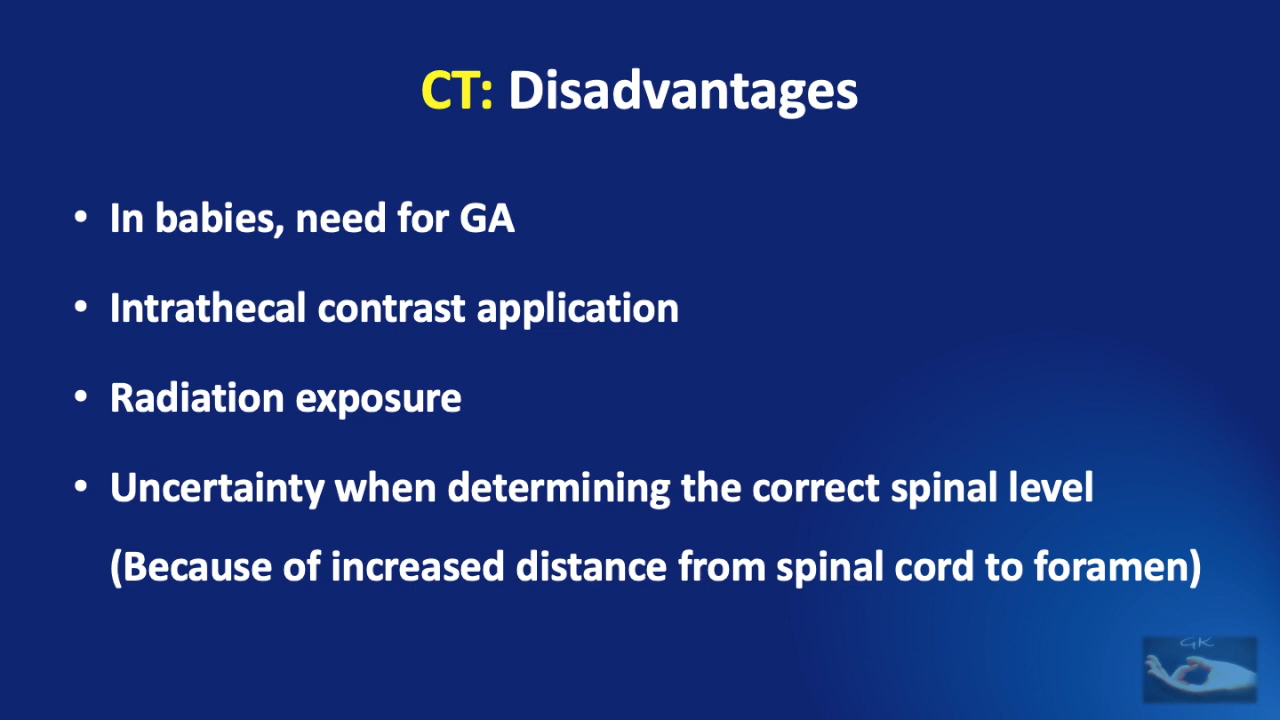 CT: Disadvantages
• In babies, need for GA
• Intrathecal contrast application
• Radiation exposure
• Uncertainty when determining the correct spinal level
(Because of increased distance from spinal cord to foramen)
GK